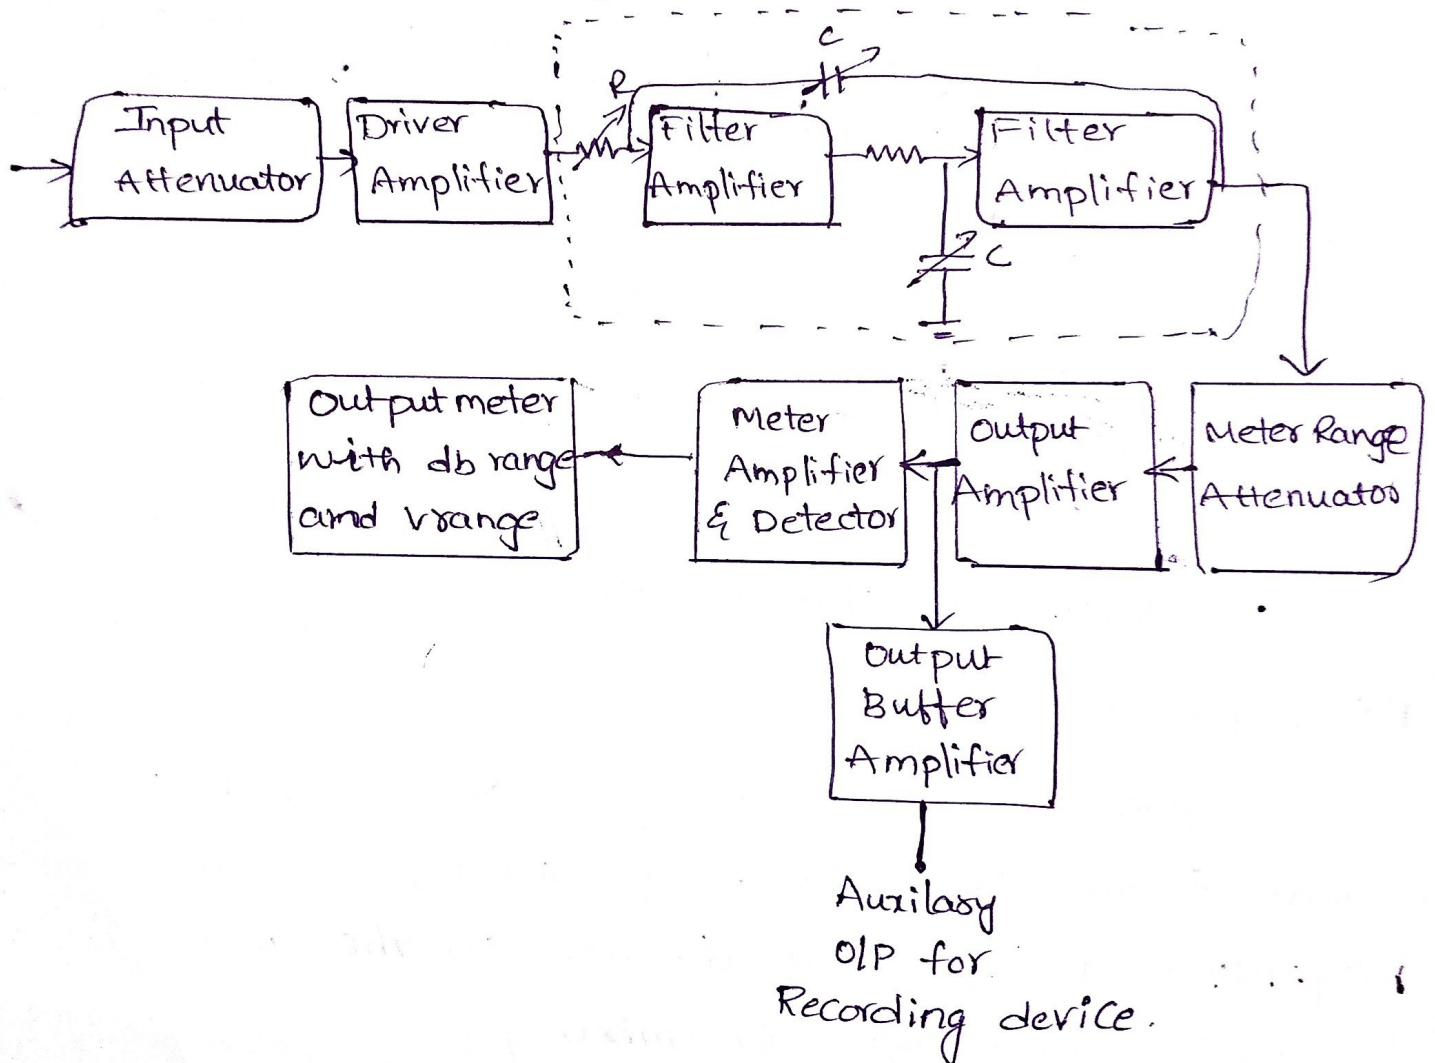 C
R
Input
Attenuator
Driver
Amplifier
Filter
Amplifier
Filter
Amplifier
C
Output meter
with db range
and vrange
Meter
Amplifier
& Detector
Output
Amplifier
Meter Range
Attenuator
Output
Buffer
Amplifier
Auxilary
O/P for
Recording device.